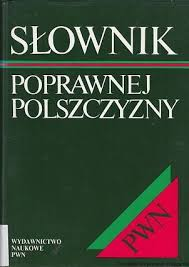 SŁOWNIK
POPRAWNEJ
POLSZCZYZNY
WYDAWNICTWO
NAUKOWE
PWN
PWN